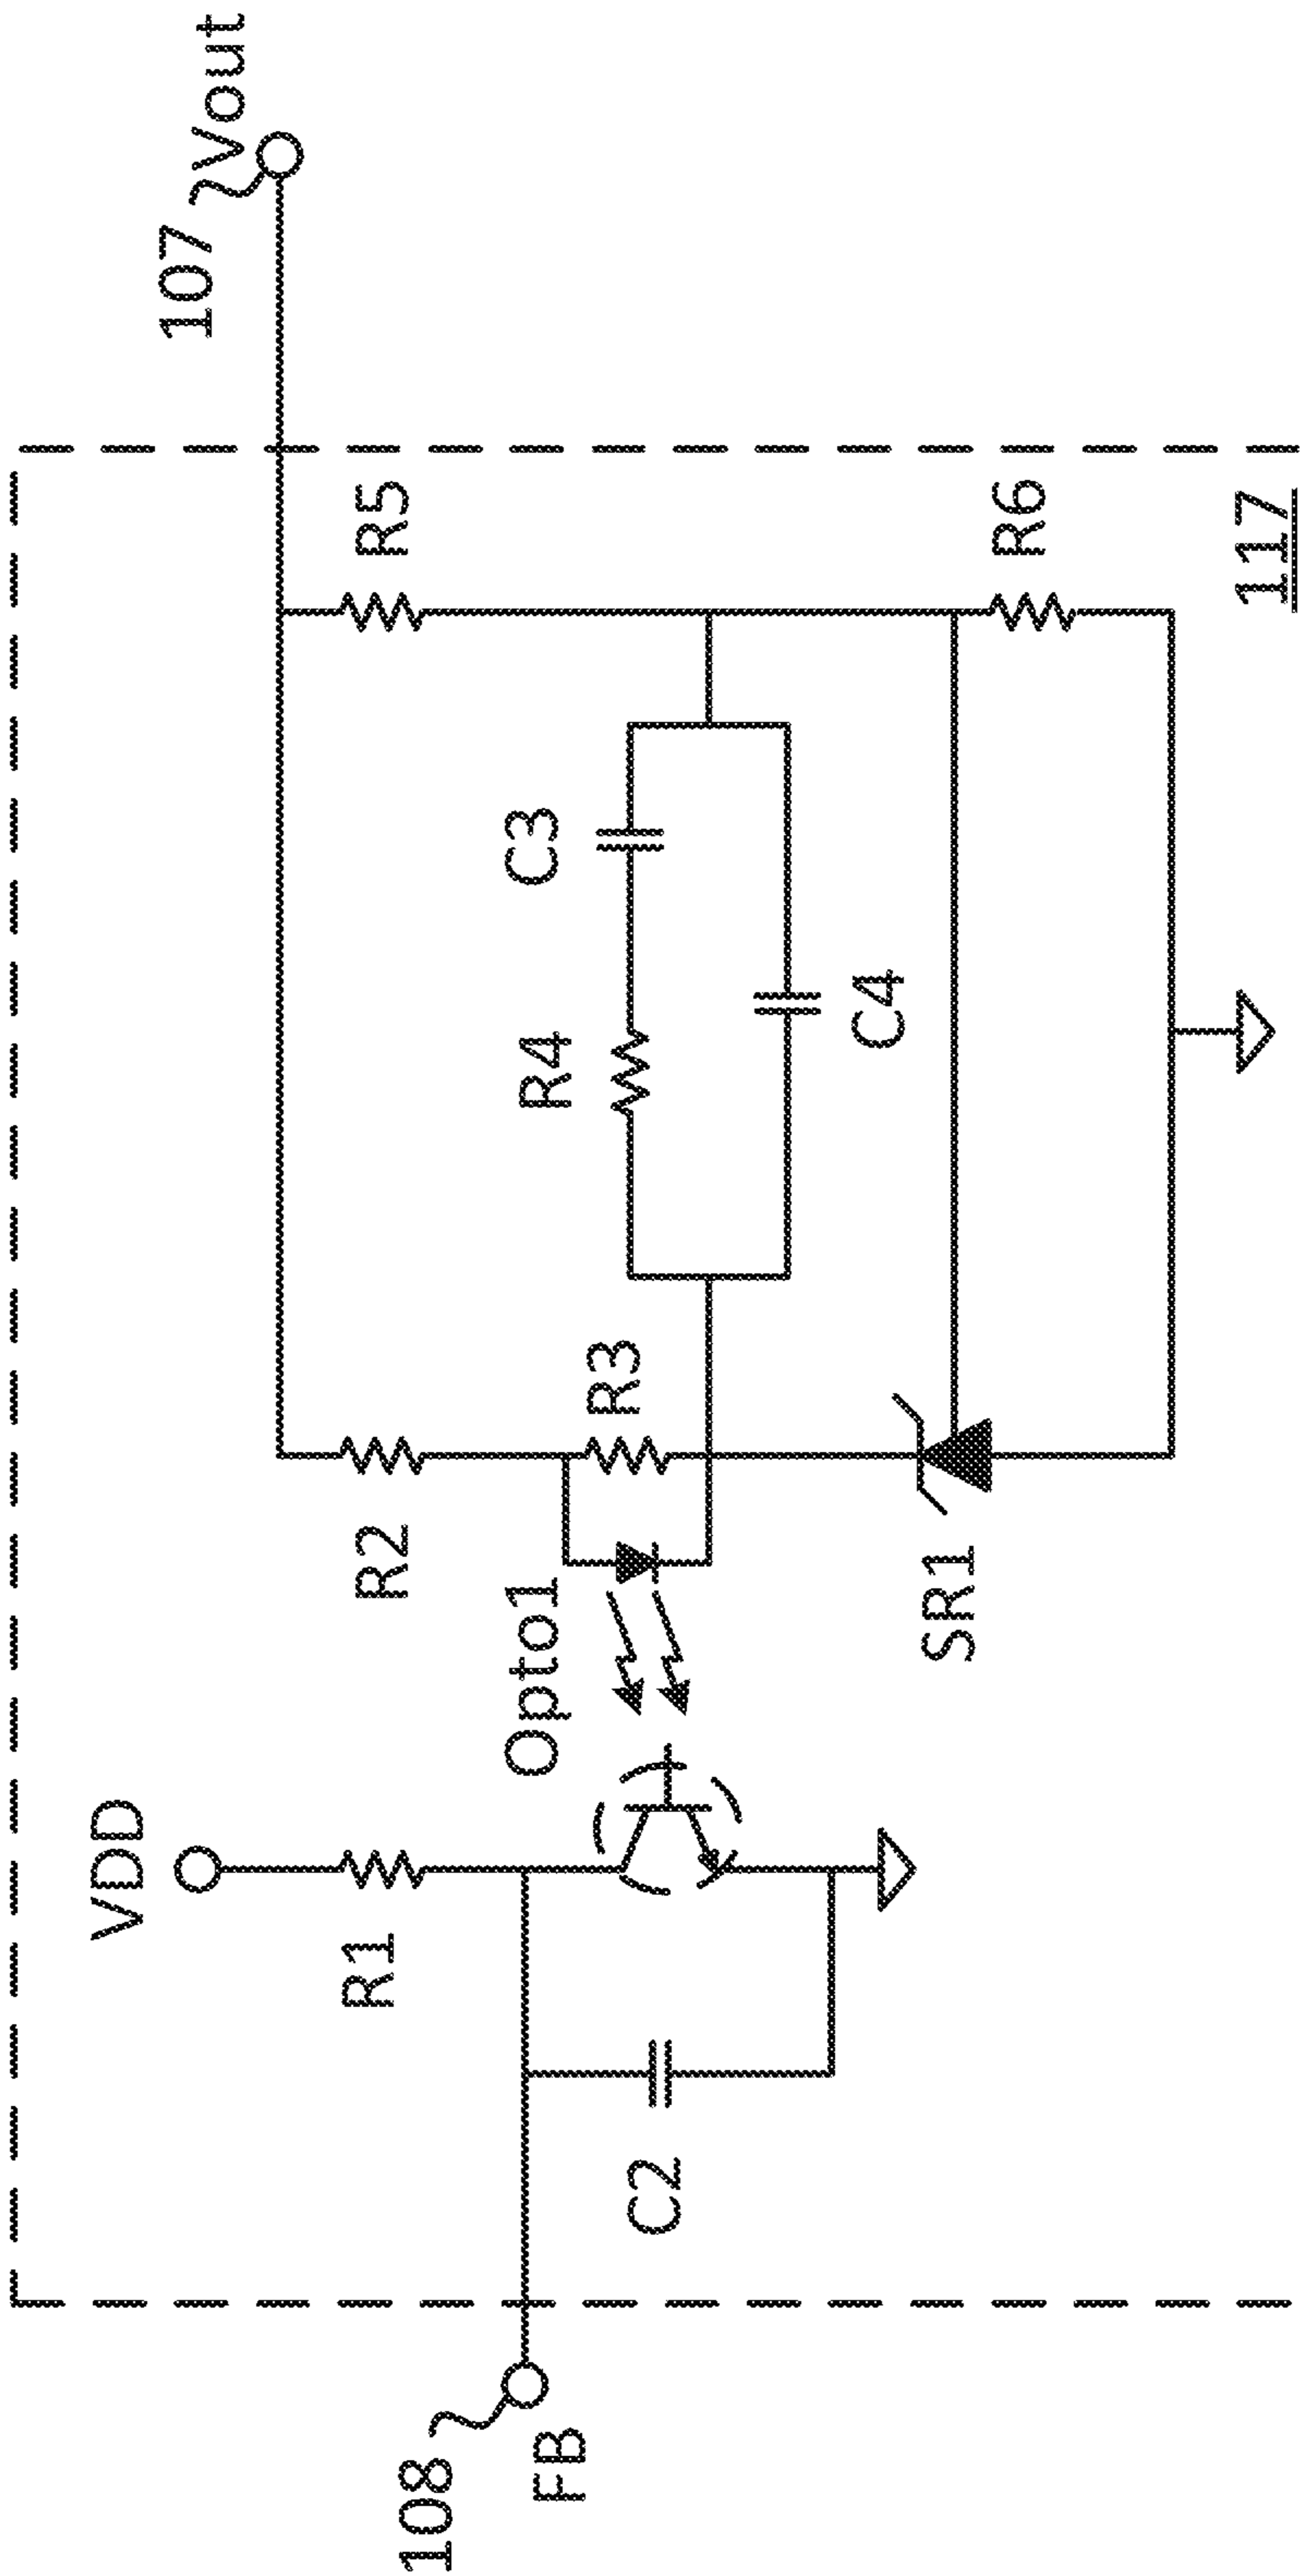 107
Vout
VDD
R1
R2
R5
Opto1
R4
C3
R3
108
FB
C2
C4
SR1
R6
117